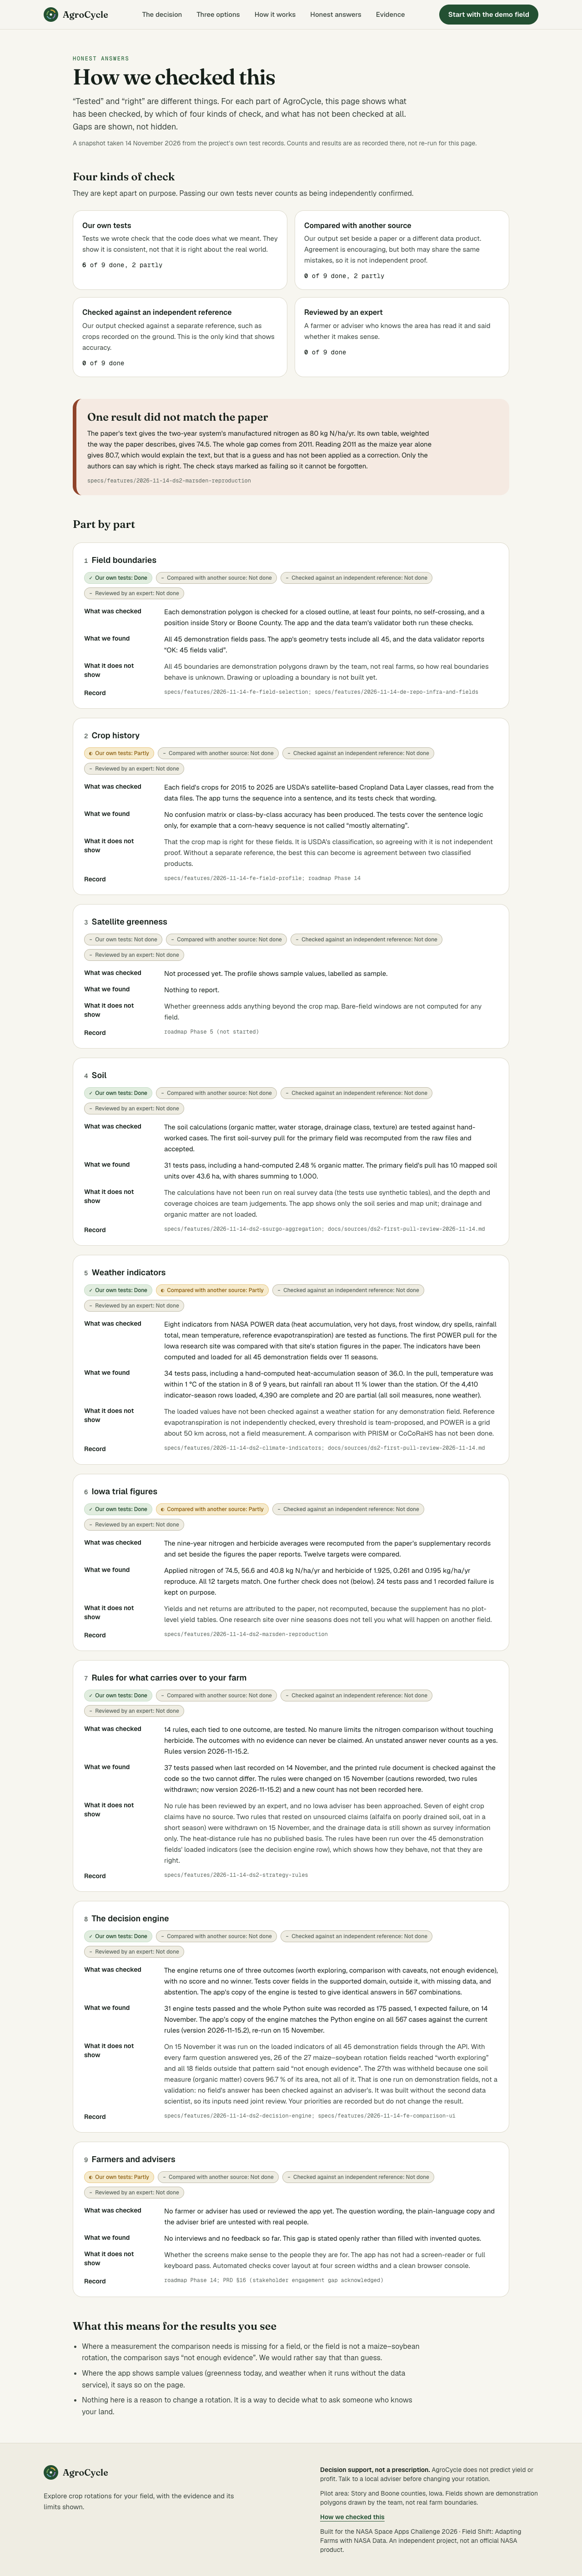 AgroCycle
The decision
Three options
How it works
Honest answers
Evidence
Start with the demo field
HONEST ANSWERS
How we checked this
“Tested” and “right” are different things. For each part of AgroCycle, this page shows what
has been checked, by which of four kinds of check, and what has not been checked at all.
Gaps are shown, not hidden.
A snapshot taken 14 November 2026 from the project's own test records. Counts and results are as recorded there, not re-run for this page.
Four kinds of check
They are kept apart on purpose. Passing our own tests never counts as being independently confirmed.
Our own tests
Tests we wrote check that the code does what we meant. They
show it is consistent, not that it is right about the real world.
6 of 9 done, 2 partly
Compared with another source
Our output set beside a paper or a different data product.
Agreement is encouraging, but both may share the same
mistakes, so it is not independent proof.
0 of 9 done, 2 partly
Checked against an independent reference
Our output checked against a separate reference, such as
crops recorded on the ground. This is the only kind that shows
accuracy.
0 of 9 done
Reviewed by an expert
A farmer or adviser who knows the area has read it and said
whether it makes sense.
0 of 9 done
One result did not match the paper
The paper's text gives the two-year system's manufactured nitrogen as 80 kg N/ha/yr. Its own table, weighted
the way the paper describes, gives 74.5. The whole gap comes from 2011. Reading 2011 as the maize year alone
gives 80.7, which would explain the text, but that is a guess and has not been applied as a correction. Only the
authors can say which is right. The check stays marked as failing so it cannot be forgotten.
specs/features/2026-11-14-ds2-marsden-reproduction
Part by part
1 Field boundaries
✓ Our own tests: Done
– Compared with another source: Not done
– Checked against an independent reference: Not done
– Reviewed by an expert: Not done
What was checked
Each demonstration polygon is checked for a closed outline, at least four points, no self-crossing, and a
position inside Story or Boone County. The app and the data team's validator both run these checks.
What we found
All 45 demonstration fields pass. The app's geometry tests include all 45, and the data validator reports
“OK: 45 fields valid”.
What it does not
show
All 45 boundaries are demonstration polygons drawn by the team, not real farms, so how real boundaries
behave is unknown. Drawing or uploading a boundary is not built yet.
Record
specs/features/2026-11-14-fe-field-selection; specs/features/2026-11-14-de-repo-infra-and-fields
2 Crop history
◐ Our own tests: Partly
– Compared with another source: Not done
– Checked against an independent reference: Not done
– Reviewed by an expert: Not done
What was checked
Each field's crops for 2015 to 2025 are USDA's satellite-based Cropland Data Layer classes, read from the
data files. The app turns the sequence into a sentence, and its tests check that wording.
What we found
No confusion matrix or class-by-class accuracy has been produced. The tests cover the sentence logic
only, for example that a corn-heavy sequence is not called “mostly alternating”.
What it does not
show
That the crop map is right for these fields. It is USDA's classification, so agreeing with it is not independent
proof. Without a separate reference, the best this can become is agreement between two classified
products.
Record
specs/features/2026-11-14-fe-field-profile; roadmap Phase 14
3 Satellite greenness
– Our own tests: Not done
– Compared with another source: Not done
– Checked against an independent reference: Not done
– Reviewed by an expert: Not done
What was checked
Not processed yet. The profile shows sample values, labelled as sample.
What we found
Nothing to report.
What it does not
show
Whether greenness adds anything beyond the crop map. Bare-field windows are not computed for any
field.
Record
roadmap Phase 5 (not started)
4 Soil
✓ Our own tests: Done
– Compared with another source: Not done
– Checked against an independent reference: Not done
– Reviewed by an expert: Not done
What was checked
The soil calculations (organic matter, water storage, drainage class, texture) are tested against hand-
worked cases. The first soil-survey pull for the primary field was recomputed from the raw files and
accepted.
What we found
31 tests pass, including a hand-computed 2.48 % organic matter. The primary field's pull has 10 mapped soil
units over 43.6 ha, with shares summing to 1.000.
What it does not
show
The calculations have not been run on real survey data (the tests use synthetic tables), and the depth and
coverage choices are team judgements. The app shows only the soil series and map unit; drainage and
organic matter are not loaded.
Record
specs/features/2026-11-14-ds2-ssurgo-aggregation; docs/sources/ds2-first-pull-review-2026-11-14.md
5 Weather indicators
✓ Our own tests: Done
◐ Compared with another source: Partly
– Checked against an independent reference: Not done
– Reviewed by an expert: Not done
What was checked
Eight indicators from NASA POWER data (heat accumulation, very hot days, frost window, dry spells, rainfall
total, mean temperature, reference evapotranspiration) are tested as functions. The first POWER pull for the
Iowa research site was compared with that site's station figures in the paper. The indicators have been
computed and loaded for all 45 demonstration fields over 11 seasons.
What we found
34 tests pass, including a hand-computed heat-accumulation season of 36.0. In the pull, temperature was
within 1 °C of the station in 8 of 9 years, but rainfall ran about 11 % lower than the station. Of the 4,410
indicator-season rows loaded, 4,390 are complete and 20 are partial (all soil measures, none weather).
What it does not
show
The loaded values have not been checked against a weather station for any demonstration field. Reference
evapotranspiration is not independently checked, every threshold is team-proposed, and POWER is a grid
about 50 km across, not a field measurement. A comparison with PRISM or CoCoRaHS has not been done.
Record
specs/features/2026-11-14-ds2-climate-indicators; docs/sources/ds2-first-pull-review-2026-11-14.md
6 Iowa trial figures
✓ Our own tests: Done
◐ Compared with another source: Partly
– Checked against an independent reference: Not done
– Reviewed by an expert: Not done
What was checked
The nine-year nitrogen and herbicide averages were recomputed from the paper's supplementary records
and set beside the figures the paper reports. Twelve targets were compared.
What we found
Applied nitrogen of 74.5, 56.6 and 40.8 kg N/ha/yr and herbicide of 1.925, 0.261 and 0.195 kg/ha/yr
reproduce. All 12 targets match. One further check does not (below). 24 tests pass and 1 recorded failure is
kept on purpose.
What it does not
show
Yields and net returns are attributed to the paper, not recomputed, because the supplement has no plot-
level yield tables. One research site over nine seasons does not tell you what will happen on another field.
Record
specs/features/2026-11-14-ds2-marsden-reproduction
7 Rules for what carries over to your farm
✓ Our own tests: Done
– Compared with another source: Not done
– Checked against an independent reference: Not done
– Reviewed by an expert: Not done
What was checked
14 rules, each tied to one outcome, are tested. No manure limits the nitrogen comparison without touching
herbicide. The outcomes with no evidence can never be claimed. An unstated answer never counts as a yes.
Rules version 2026-11-15.2.
What we found
37 tests passed when last recorded on 14 November, and the printed rule document is checked against the
code so the two cannot differ. The rules were changed on 15 November (cautions reworded, two rules
withdrawn; now version 2026-11-15.2) and a new count has not been recorded here.
What it does not
show
No rule has been reviewed by an expert, and no Iowa adviser has been approached. Seven of eight crop
claims have no source. Two rules that rested on unsourced claims (alfalfa on poorly drained soil, oat in a
short season) were withdrawn on 15 November, and the drainage data is still shown as survey information
only. The heat-distance rule has no published basis. The rules have been run over the 45 demonstration
fields' loaded indicators (see the decision engine row), which shows how they behave, not that they are
right.
Record
specs/features/2026-11-14-ds2-strategy-rules
8 The decision engine
✓ Our own tests: Done
– Compared with another source: Not done
– Checked against an independent reference: Not done
– Reviewed by an expert: Not done
What was checked
The engine returns one of three outcomes (worth exploring, comparison with caveats, not enough evidence),
with no score and no winner. Tests cover fields in the supported domain, outside it, with missing data, and
abstention. The app's copy of the engine is tested to give identical answers in 567 combinations.
What we found
31 engine tests passed and the whole Python suite was recorded as 175 passed, 1 expected failure, on 14
November. The app's copy of the engine matches the Python engine on all 567 cases against the current
rules (version 2026-11-15.2), re-run on 15 November.
What it does not
show
On 15 November it was run on the loaded indicators of all 45 demonstration fields through the API. With
every farm question answered yes, 26 of the 27 maize–soybean rotation fields reached “worth exploring”
and all 18 fields outside that pattern said “not enough evidence”. The 27th was withheld because one soil
measure (organic matter) covers 96.7 % of its area, not all of it. That is one run on demonstration fields, not a
validation: no field's answer has been checked against an adviser's. It was built without the second data
scientist, so its inputs need joint review. Your priorities are recorded but do not change the result.
Record
specs/features/2026-11-14-ds2-decision-engine; specs/features/2026-11-14-fe-comparison-ui
9 Farmers and advisers
◐ Our own tests: Partly
– Compared with another source: Not done
– Checked against an independent reference: Not done
– Reviewed by an expert: Not done
What was checked
No farmer or adviser has used or reviewed the app yet. The question wording, the plain-language copy and
the adviser brief are untested with real people.
What we found
No interviews and no feedback so far. This gap is stated openly rather than filled with invented quotes.
What it does not
show
Whether the screens make sense to the people they are for. The app has not had a screen-reader or full
keyboard pass. Automated checks cover layout at four screen widths and a clean browser console.
Record
roadmap Phase 14; PRD §16 (stakeholder engagement gap acknowledged)
What this means for the results you see
• Where a measurement the comparison needs is missing for a field, or the field is not a maize–soybean
rotation, the comparison says “not enough evidence”. We would rather say that than guess.
• Where the app shows sample values (greenness today, and weather when it runs without the data
service), it says so on the page.
• Nothing here is a reason to change a rotation. It is a way to decide what to ask someone who knows
your land.
AgroCycle
Explore crop rotations for your field, with the evidence and its
limits shown.
Decision support, not a prescription. AgroCycle does not predict yield or
profit. Talk to a local adviser before changing your rotation.
Pilot area: Story and Boone counties, Iowa. Fields shown are demonstration
polygons drawn by the team, not real farm boundaries.
How we checked this
Built for the NASA Space Apps Challenge 2026 · Field Shift: Adapting
Farms with NASA Data. An independent project, not an official NASA
product.